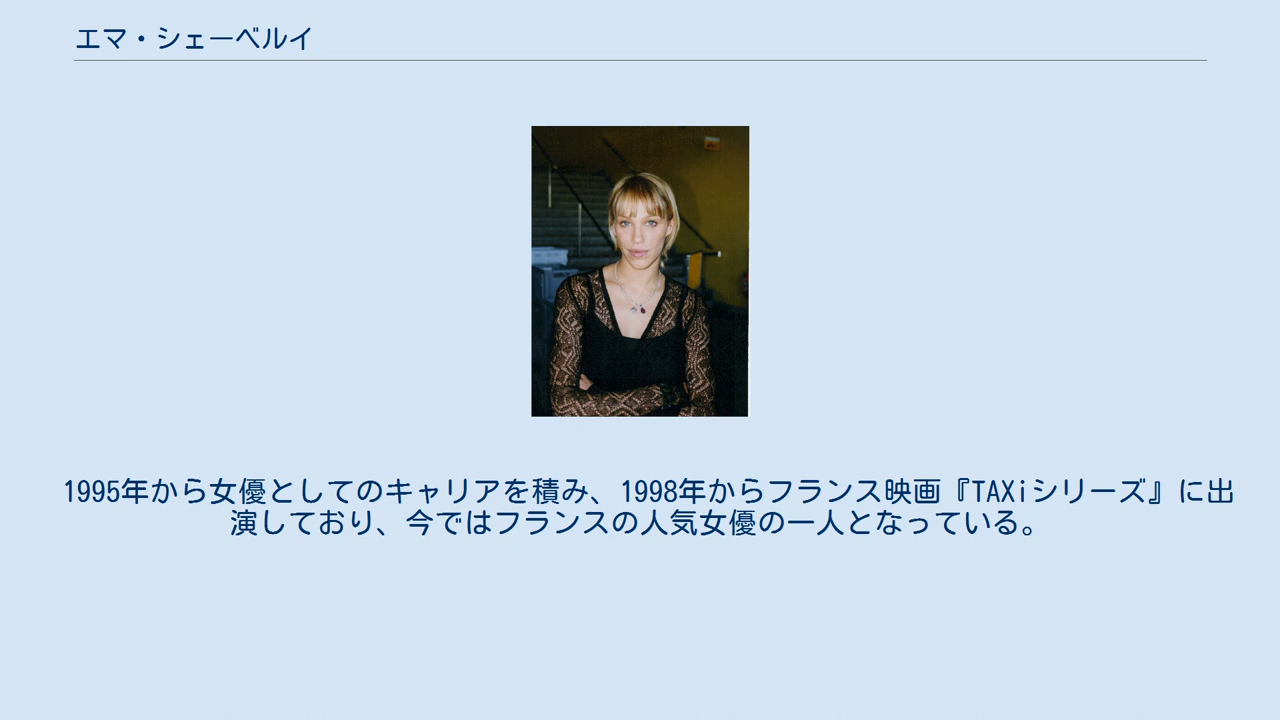 エマ・シェーベルイ
1995年から女優としてのキャリアを積み、1998年からフランス映画『TAXiシリーズ』に出
演しており、今ではフランスの人気女優の一人となっている。